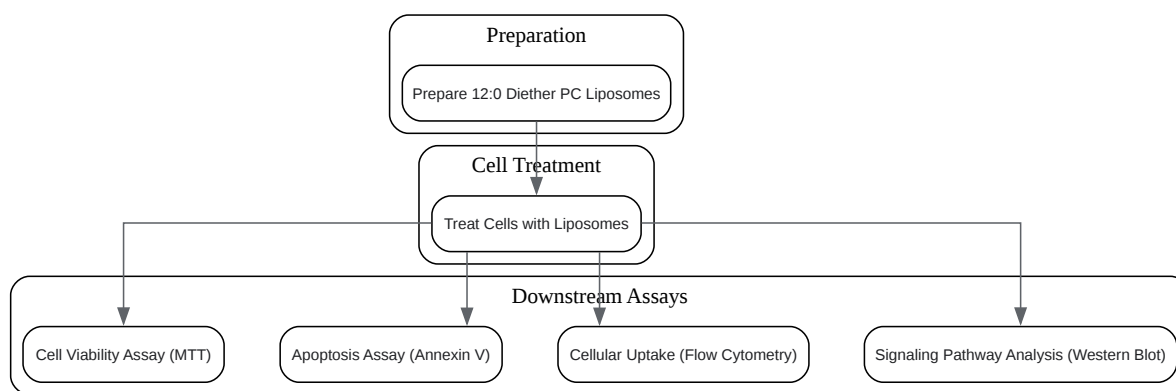 Preparation
Prepare 12:0 Diether PC Liposomes
Cell Treatment
Treat Cells with Liposomes
Downstream Assays
Cell Viability Assay (MTT)
Apoptosis Assay (Annexin V)
Cellular Uptake (Flow Cytometry)
Signaling Pathway Analysis (Western Blot)